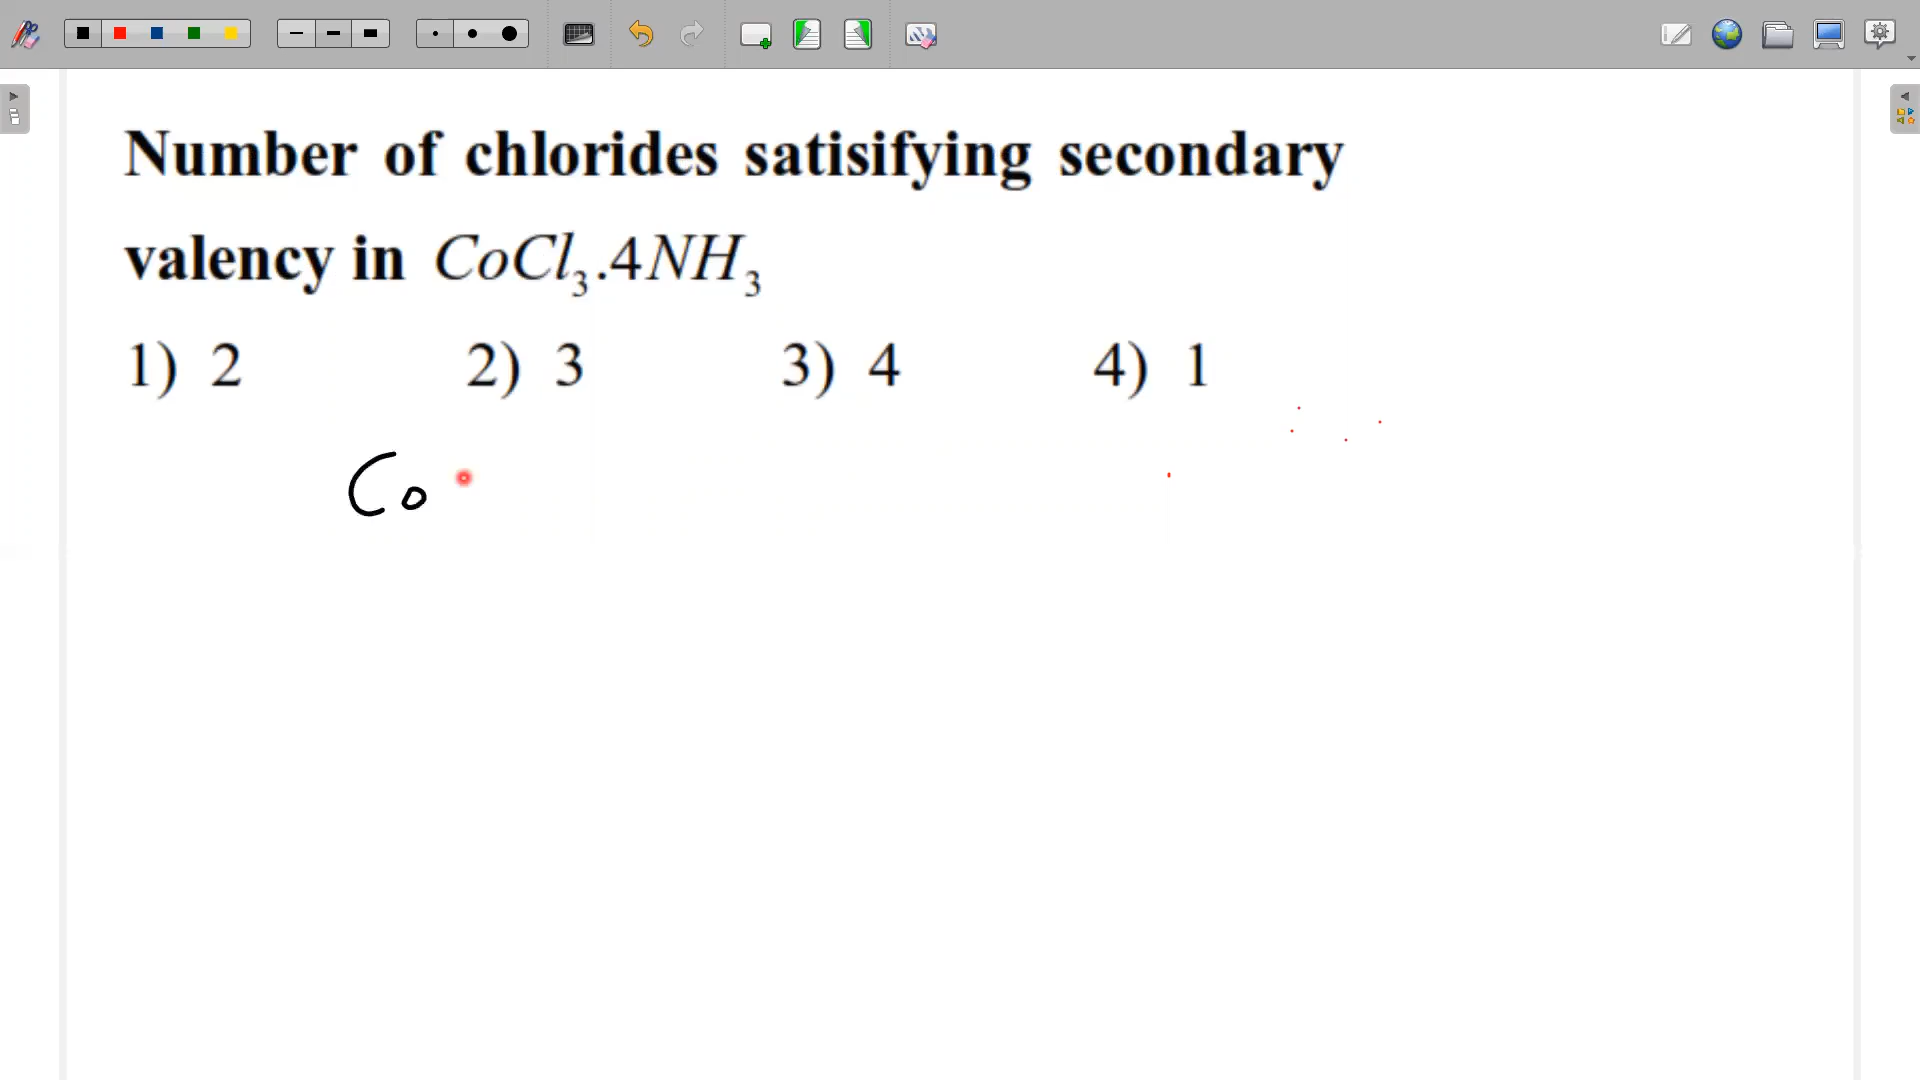 Number of chlorides satisifying secondary
valency in CoCl₃.4NH₃
1) 2 2) 3 3) 4 4) 1
Co